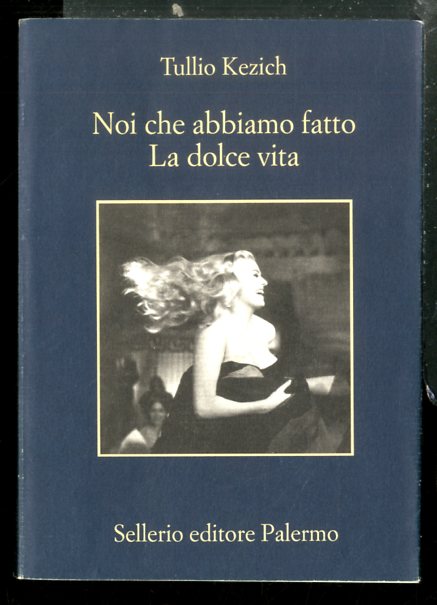 Tullio Kezich
Noi che abbiamo fatto
La dolce vita
Sellerio editore Palermo